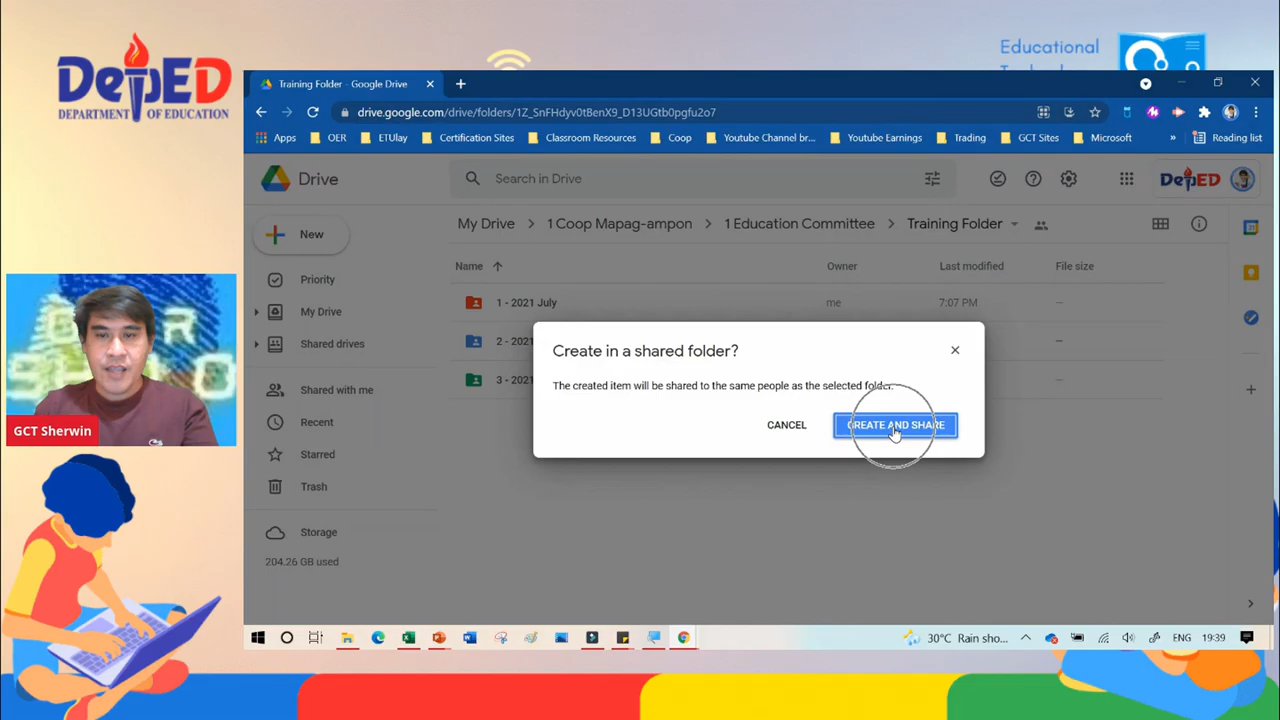 DepED
DEPARTMENT OF EDUCATION
Educational
Training Folder - Google Drive
drive.google.com/drive/folders/1Z_SnFHdyv0tBenX9_D13UGtb0pgfu2o7
Apps OER ETUlay Certification Sites Classroom Resources Coop Youtube Channel br... Youtube Earnings Trading GCT Sites Microsoft » Reading list
Drive
Search in Drive
DepED
New
My Drive > 1 Coop Mapag-ampon > 1 Education Committee > Training Folder
Name Owner Last modified File size
Priority
My Drive
Shared drives
Shared with me
Recent
Starred
Trash
Storage
204.26 GB used
1 - 2021 July me 7:07 PM —
2 - 2021 —
3 - 2021 —
Create in a shared folder?
The created item will be shared to the same people as the selected folder.
CANCEL CREATE AND SHARE
GCT Sherwin
30°C Rain sho... ENG 19:39